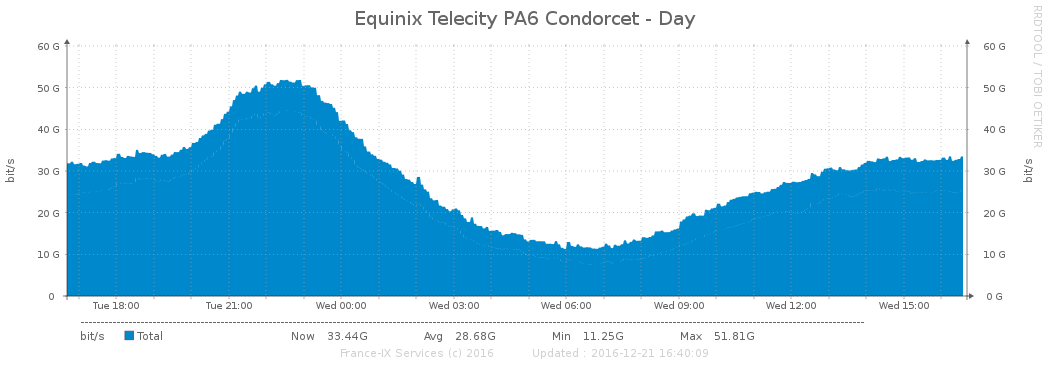 Equinix Telecity PA6 Condorcet - Day
RRDTOOL / TOBI OETIKER
bit/s
60 G 60 G
50 G 50 G
40 G 40 G
30 G 30 G
20 G 20 G
10 G 10 G
0 0 G
bit/s
Tue 18:00 Tue 21:00 Wed 00:00 Wed 03:00 Wed 06:00 Wed 09:00 Wed 12:00 Wed 15:00
bit/s Total Now 33.44G Avg 28.68G Min 11.25G Max 51.81G
France-IX Services (c) 2016 Updated : 2016-12-21 16:40:09